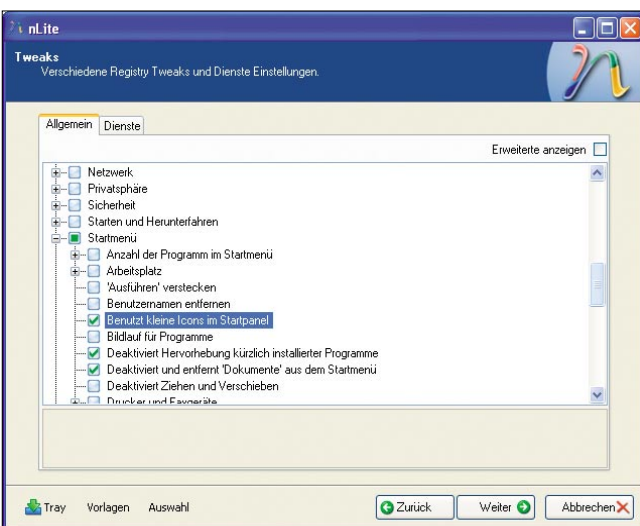 nLite
Tweaks
Verschiedene Registry Tweaks und Dienste Einstellungen.
Allgemein Dienste
Erweiterte anzeigen
Netzwerk
Privatsphäre
Sicherheit
Starten und Herunterfahren
Startmenü
Anzahl der Programm im Startmenü
Arbeitsplatz
'Ausführen' verstecken
Benutzernamen entfernen
Benutzt kleine Icons im Startpanel
Bildlauf für Programme
Deaktiviert Hervorhebung kürzlich installierter Programme
Deaktiviert und entfernt 'Dokumente' aus dem Startmenü
Deaktiviert Ziehen und Verschieben
Drucker und Faxgeräte
Tray Vorlagen Auswahl Zurück Weiter Abbrechen